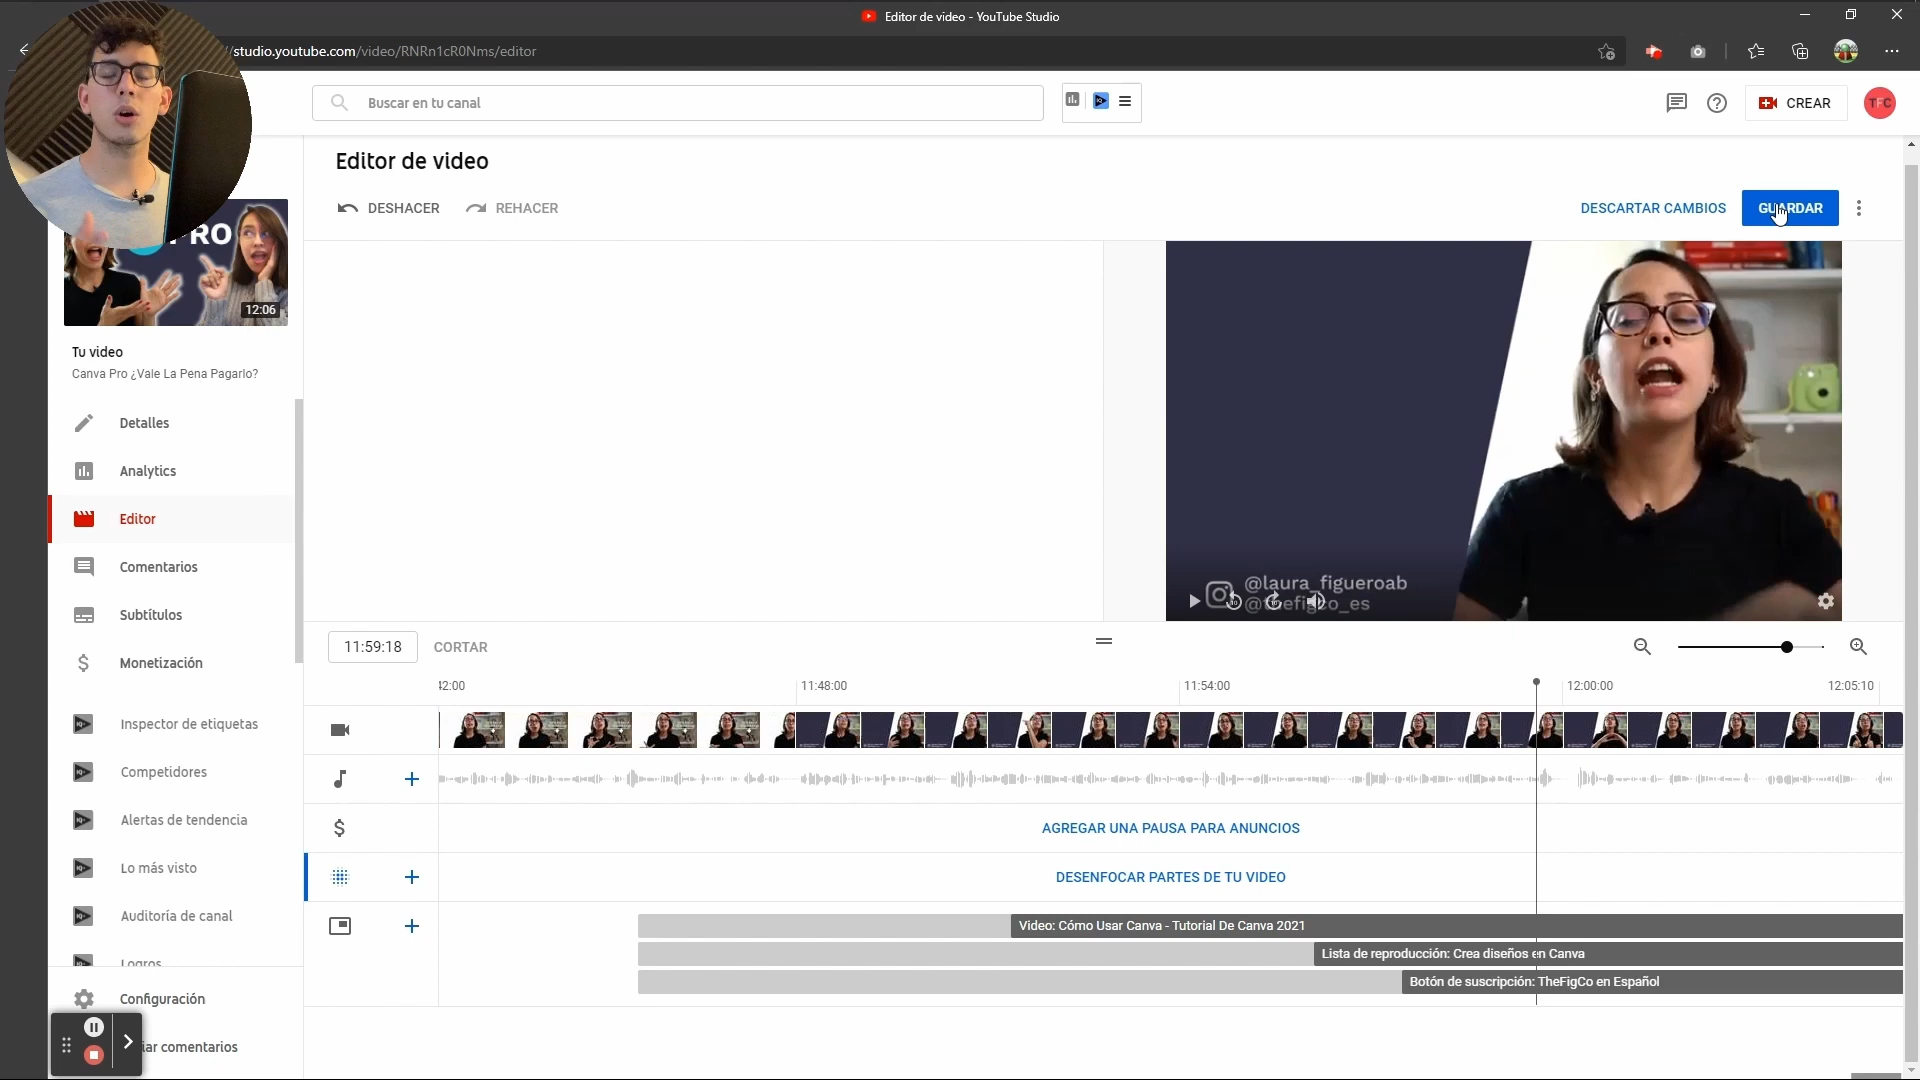 Editor de video - YouTube Studio
//studio.youtube.com/video/RNRn1cR0Nms/editor
Buscar en tu canal
CREAR
TFC
Editor de video
DESHACER
REHACER
DESCARTAR CAMBIOS
GUARDAR
PRO
12:06
Tu video
Canva Pro ¿Vale La Pena Pagarlo?
Detalles
Analytics
Editor
Comentarios
Subtítulos
Monetización
Inspector de etiquetas
Competidores
Alertas de tendencia
Lo más visto
Auditoría de canal
Logros
Configuración
iar comentarios
@laura_figueroab
@thefigco_es
11:59:18
CORTAR
42:00
11:48:00
11:54:00
12:00:00
12:05:10
AGREGAR UNA PAUSA PARA ANUNCIOS
DESENFOCAR PARTES DE TU VIDEO
Video: Cómo Usar Canva - Tutorial De Canva 2021
Lista de reproducción: Crea diseños en Canva
Botón de suscripción: TheFigCo en Español